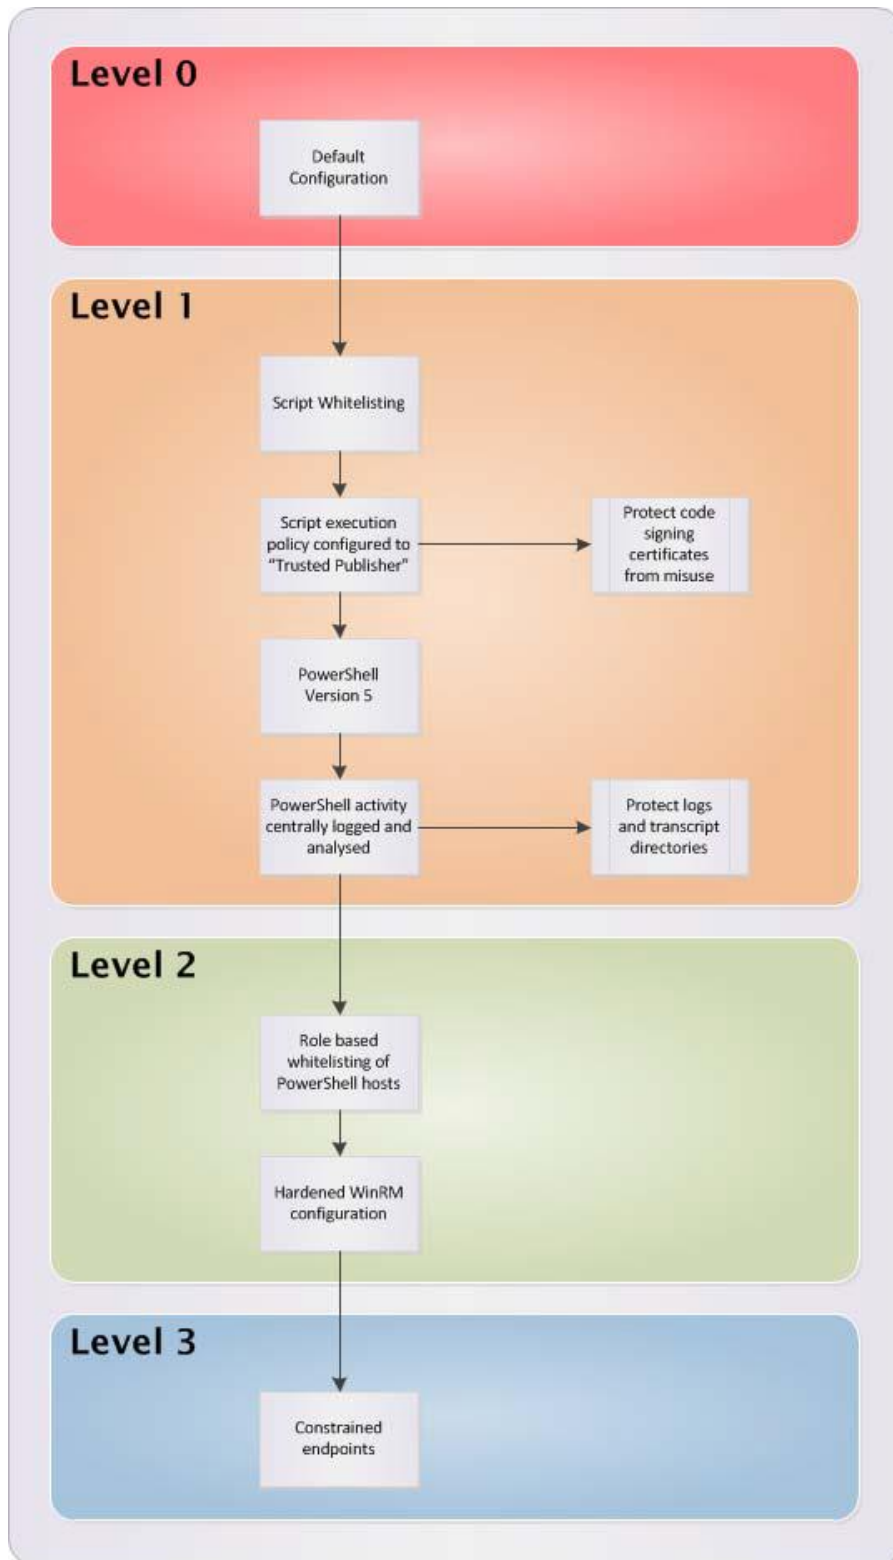 Level 0
Default
Configuration
Level 1
Script Whitelisting
Script execution
policy configured to
“Trusted Publisher”
Protect code
signing
certificates
from misuse
PowerShell
Version 5
PowerShell activity
centrally logged and
analysed
Protect logs
and transcript
directories
Level 2
Role based
whitelisting of
PowerShell hosts
Hardened WinRM
configuration
Level 3
Constrained
endpoints